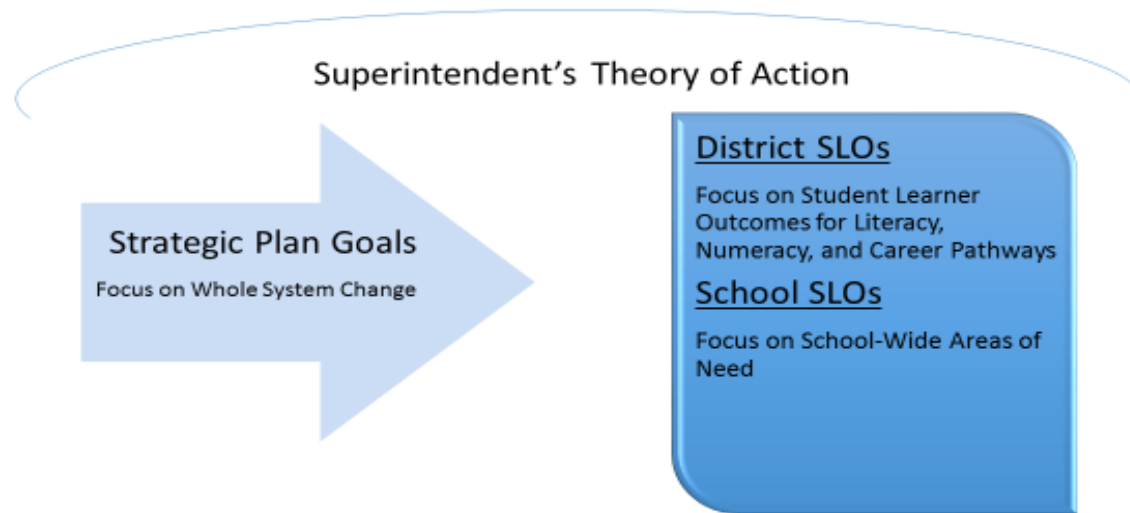 Superintendent's Theory of Action
Strategic Plan Goals
Focus on Whole System Change
District SLOs
Focus on Student Learner
Outcomes for Literacy,
Numeracy, and Career Pathways
School SLOs
Focus on School-Wide Areas of
Need